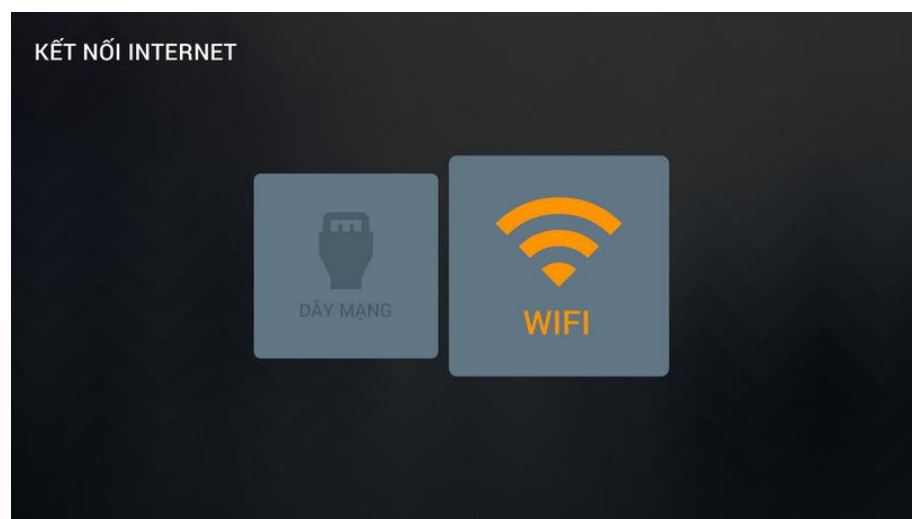 KẾT NỐI INTERNET
DÂY MẠNG
WIFI